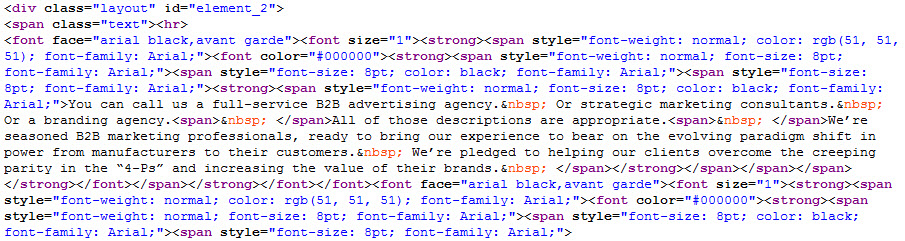 <div class="layout" id="element_2">
<span class="text"><hr>
<font face="arial black,avant garde"><font size="1"><strong><span style="font-weight: normal; color: rgb(51, 51,
51); font-family: Arial;"><font color="#000000"><strong><span style="font-weight: normal; font-size: 8pt;
font-family: Arial;"><span style="font-size: 8pt; color: black; font-family: Arial;"><span style="font-size:
8pt; font-family: Arial;"><strong><span style="font-weight: normal; font-size: 8pt; color: black; font-family:
Arial;">You can call us a full-service B2B advertising agency.&nbsp; Or strategic marketing consultants.&nbsp;
Or a branding agency.<span>&nbsp; </span>All of those descriptions are appropriate.<span>&nbsp; </span>We’re
seasoned B2B marketing professionals, ready to bring our experience to bear on the evolving paradigm shift in
power from manufacturers to their customers.&nbsp; We’re pledged to helping our clients overcome the creeping
parity in the “4-Ps” and increasing the value of their brands.&nbsp; </span></strong></span></span></span>
</strong></font></span></strong></font></font><font face="arial black,avant garde"><font size="1"><strong><span
style="font-weight: normal; color: rgb(51, 51, 51); font-family: Arial;"><font color="#000000"><strong><span
style="font-weight: normal; font-size: 8pt; font-family: Arial;"><span style="font-size: 8pt; color: black;
font-family: Arial;"><span style="font-size: 8pt; font-family: Arial;">